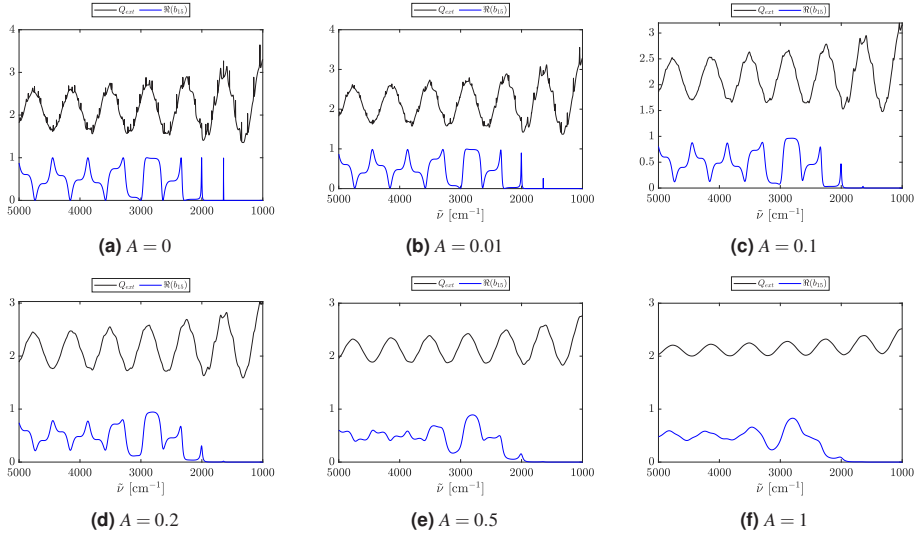 Q_ext ℜ(b_15)
4
3
2
1
0
5000 4000 3000 2000 1000
ν̃ [cm⁻¹]
(a) A = 0
Q_ext ℜ(b_15)
4
3
2
1
0
5000 4000 3000 2000 1000
ν̃ [cm⁻¹]
(b) A = 0.01
Q_ext ℜ(b_15)
3
2.5
2
1.5
1
0.5
0
5000 4000 3000 2000 1000
ν̃ [cm⁻¹]
(c) A = 0.1
Q_ext ℜ(b_15)
3
2
1
0
5000 4000 3000 2000 1000
ν̃ [cm⁻¹]
(d) A = 0.2
Q_ext ℜ(b_15)
3
2
1
0
5000 4000 3000 2000 1000
ν̃ [cm⁻¹]
(e) A = 0.5
Q_ext ℜ(b_15)
3
2
1
0
5000 4000 3000 2000 1000
ν̃ [cm⁻¹]
(f) A = 1